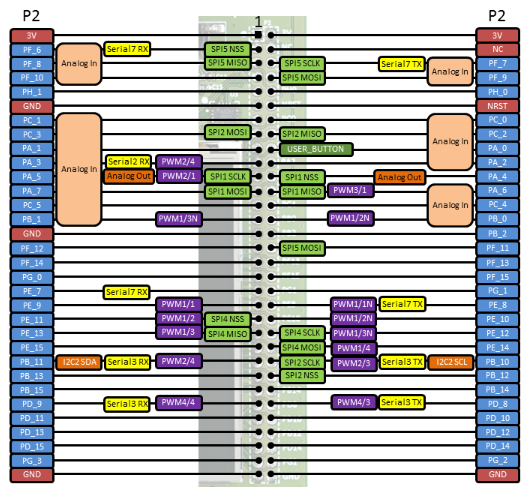 P2 1 P2
3V 3V
PF_6 Serial7 RX SPI5 NSS NC
PF_8 Analog In SPI5 MISO SPI5 SCLK Serial7 TX Analog In PF_7
PF_10 SPI5 MOSI PF_9
PH_1 PH_0
GND NRST
PC_1 PC_0
PC_3 SPI2 MOSI SPI2 MISO PC_2
PA_1 Analog In USER_BUTTON Analog In PA_0
PA_3 Serial2 RX PWM2/4 PA_2
PA_5 Analog Out PWM2/1 SPI1 SCLK SPI1 NSS Analog Out PA_4
PA_7 SPI1 MOSI SPI1 MISO PWM3/1 PA_6
PC_5 Analog In PC_4
PB_1 PWM1/3N PWM1/2N PB_0
GND PB_2
PF_12 SPI5 MOSI PF_11
PF_14 PF_13
PG_0 PF_15
PE_7 Serial7 RX PG_1
PE_9 PWM1/1 PWM1/1N Serial7 TX PE_8
PE_11 PWM1/2 SPI4 NSS PWM1/2N PE_10
PE_13 PWM1/3 SPI4 MISO SPI4 SCLK PWM1/3N PE_12
PE_15 SPI4 MOSI PWM1/4 PE_14
PB_11 I2C2 SDA Serial3 RX PWM2/4 SPI2 SCLK PWM2/3 Serial3 TX I2C2 SCL PB_10
PB_13 SPI2 NSS PB_12
PB_15 PB_14
PD_9 Serial3 RX PWM4/4 PWM4/3 Serial3 TX PD_8
PD_11 PD_10
PD_13 PD_12
PD_15 PD_14
PG_3 PG_2
GND GND